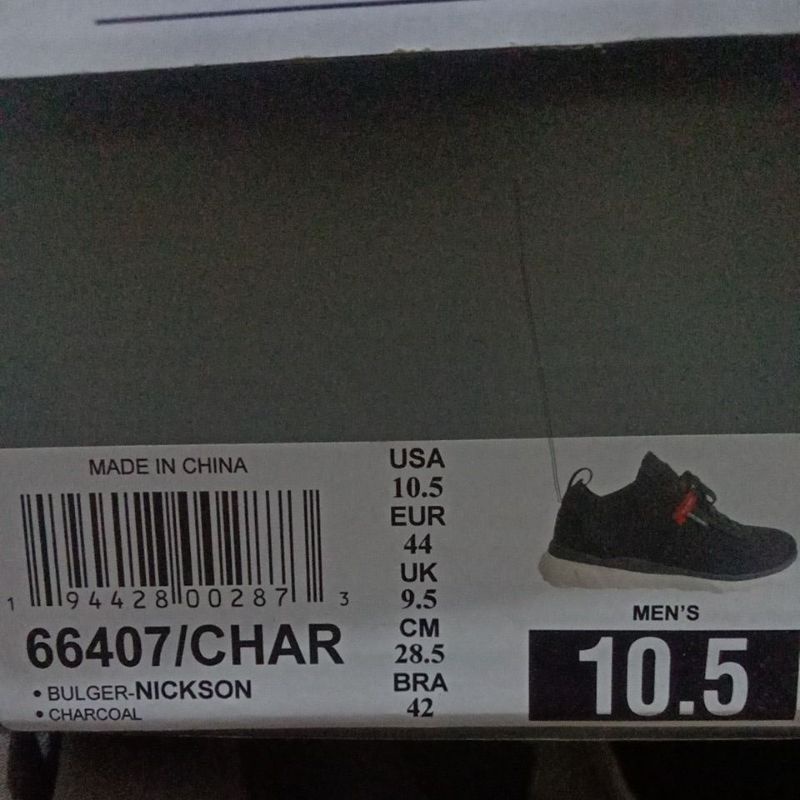 MADE IN CHINA
1 94428 00287 3
66407/CHAR
• BULGER-NICKSON
• CHARCOAL
USA
10.5
EUR
44
UK
9.5
CM
28.5
BRA
42
MEN'S
10.5